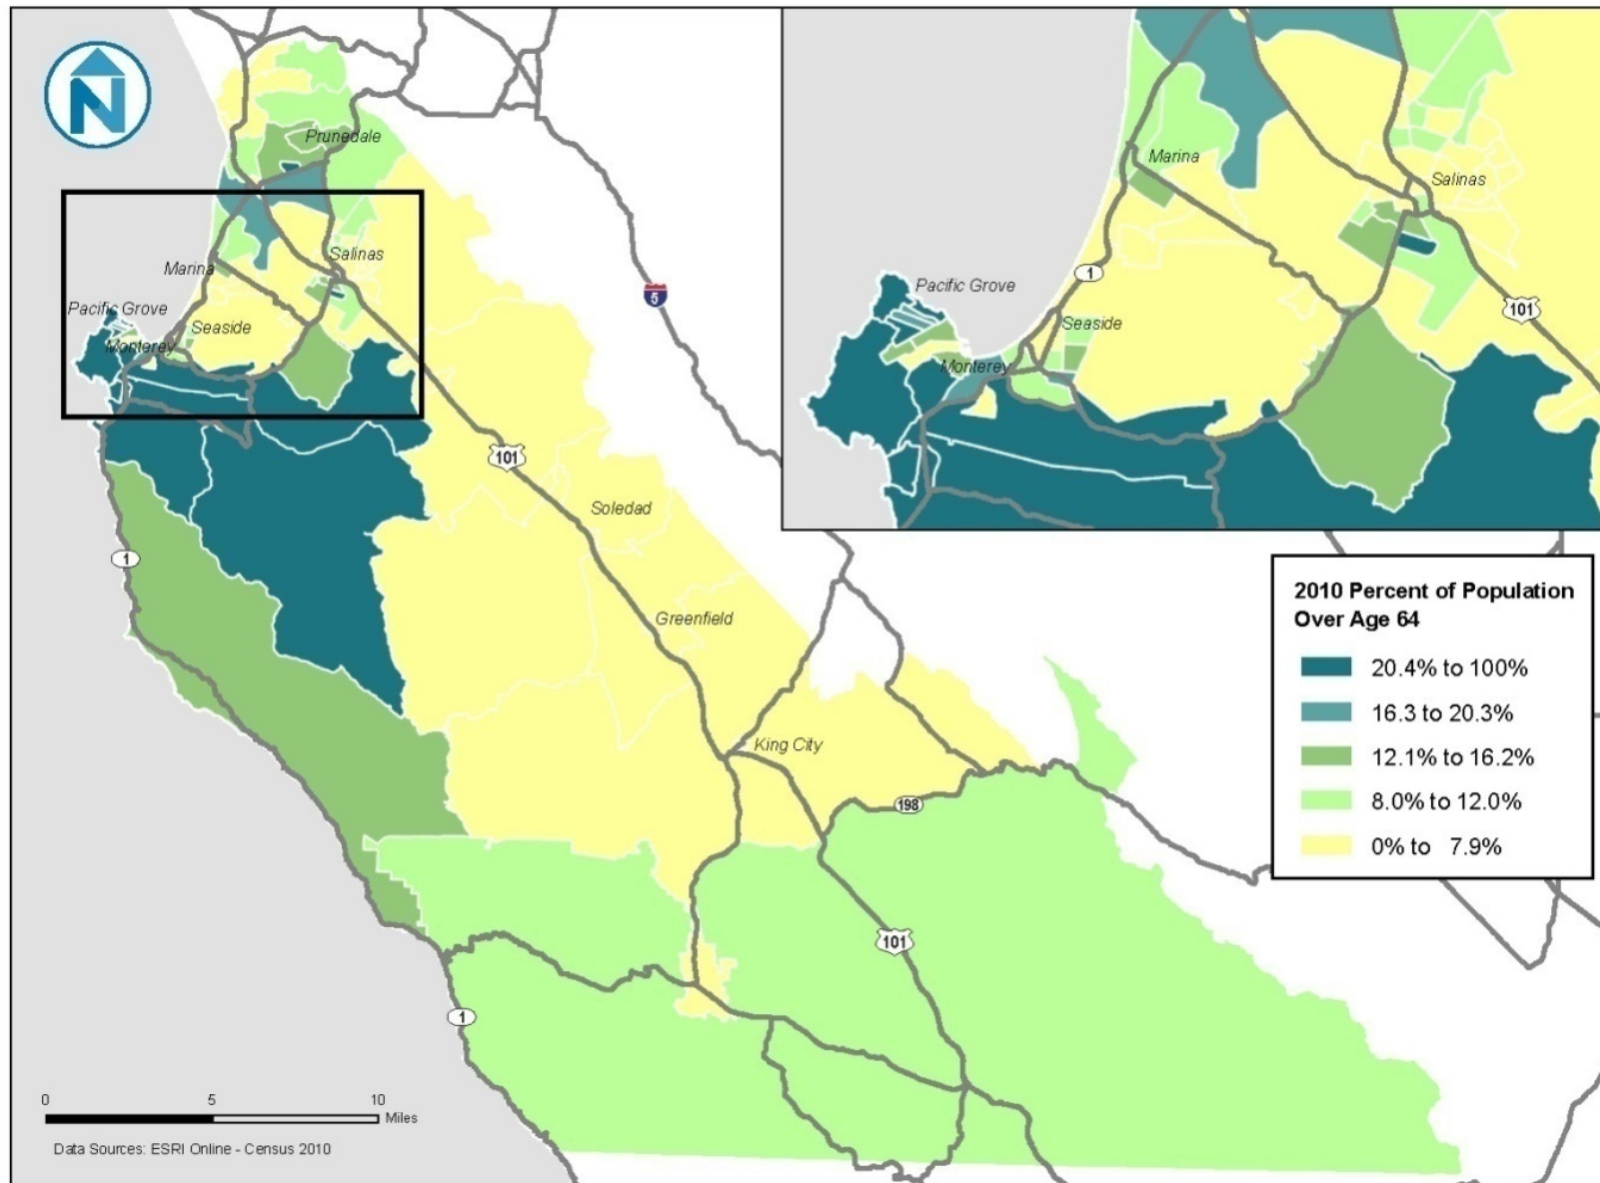 N
Prunedale
Salinas
Marina
Pacific Grove
Seaside
Monterey
5
101
Soledad
1
Greenfield
King City
198
101
1
Marina
Salinas
1
Pacific Grove
101
Seaside
Monterey
2010 Percent of Population
Over Age 64
20.4% to 100%
16.3 to 20.3%
12.1% to 16.2%
8.0% to 12.0%
0% to 7.9%
0 5 10
Miles
Data Sources: ESRI Online - Census 2010